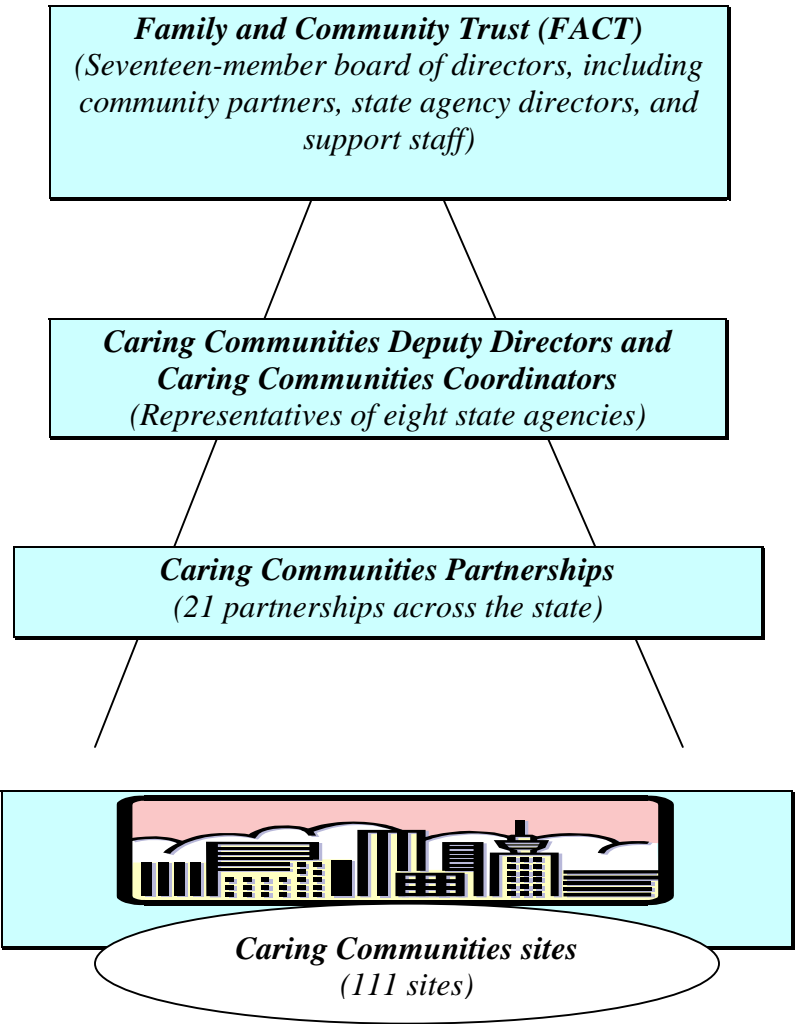 Family and Community Trust (FACT)
(Seventeen-member board of directors, including
community partners, state agency directors, and
support staff)
Caring Communities Deputy Directors and
Caring Communities Coordinators
(Representatives of eight state agencies)
Caring Communities Partnerships
(21 partnerships across the state)
Caring Communities sites
(111 sites)